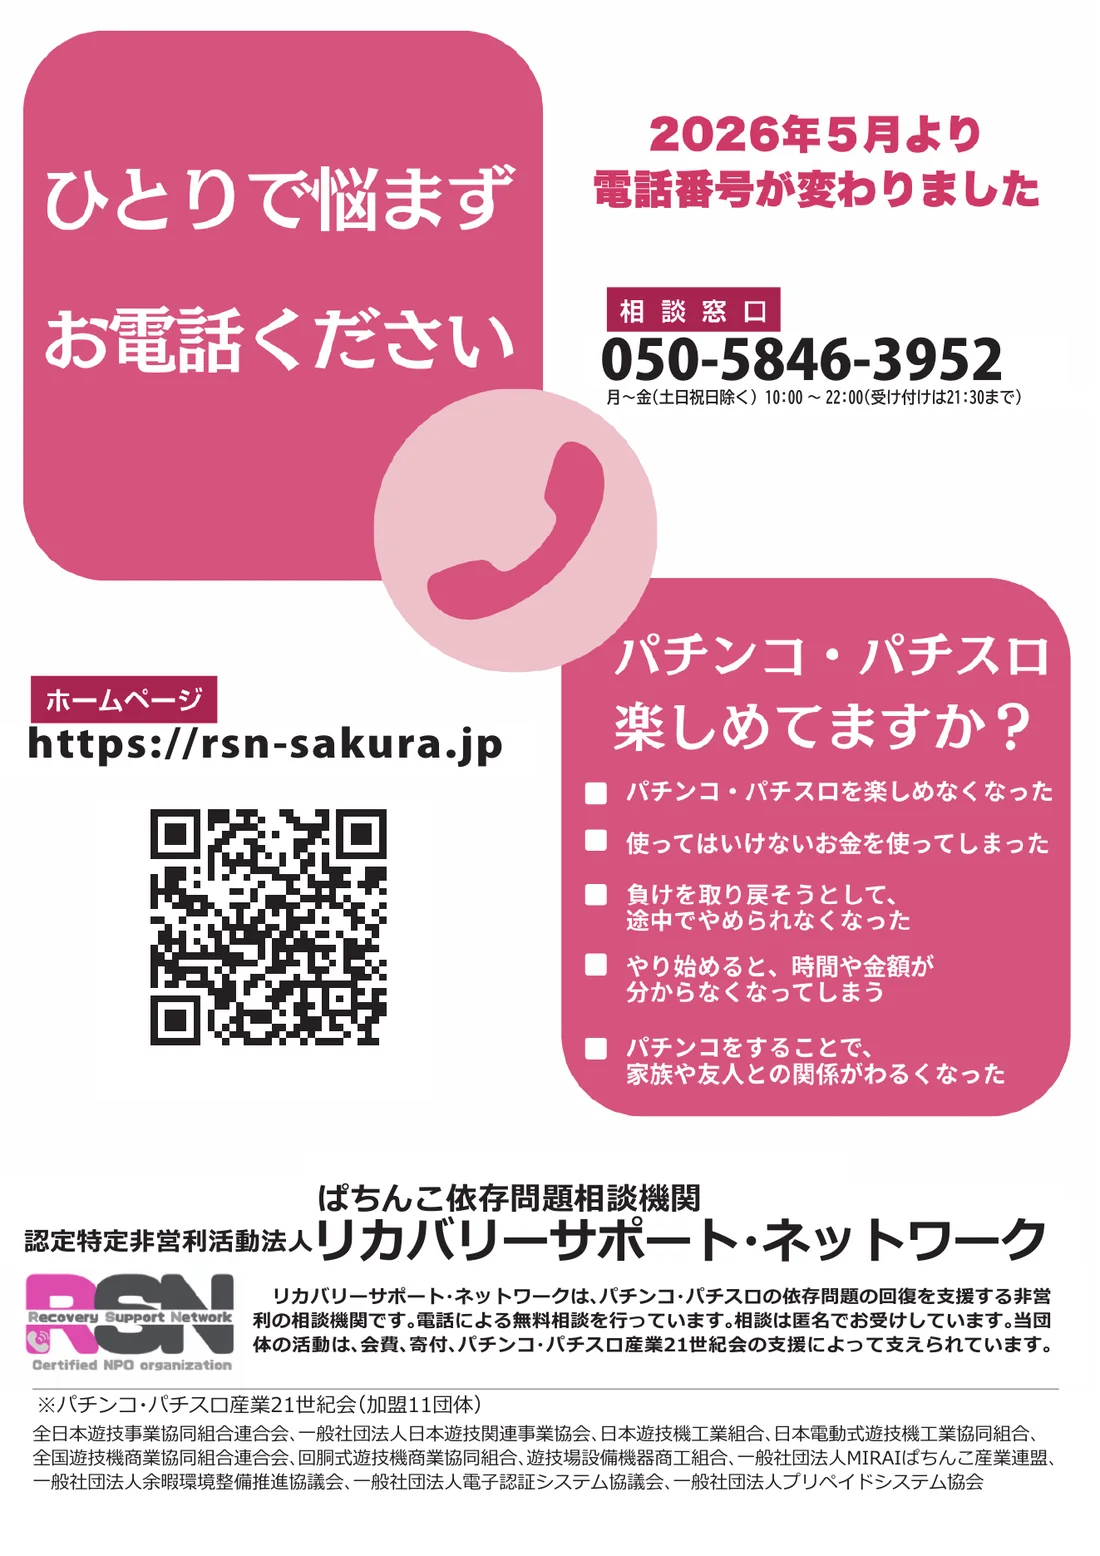 ひとりで悩まず
お電話ください
2026年5月より
電話番号が変わりました
相談窓口
050-5846-3952
月～金(土日祝日除く) 10:00 ～ 22:00(受け付けは21:30まで)
ホームページ
https://rsn-sakura.jp
パチンコ・パチスロ
楽しめてますか？
パチンコ・パチスロを楽しめなくなった
使ってはいけないお金を使ってしまった
負けを取り戻そうとして、
途中でやめられなくなった
やり始めると、時間や金額が
分からなくなってしまう
パチンコをすることで、
家族や友人との関係がわるくなった
ぱちんこ依存問題相談機関
認定特定非営利活動法人リカバリーサポート・ネットワーク
RSN
Recovery Support Network
Certified NPO organization
リカバリーサポート・ネットワークは、パチンコ・パチスロの依存問題の回復を支援する非営
利の相談機関です。電話による無料相談を行っています。相談は匿名でお受けしています。当団
体の活動は、会費、寄付、パチンコ・パチスロ産業21世紀会の支援によって支えられています。
※パチンコ・パチスロ産業21世紀会(加盟11団体)
全日本遊技事業協同組合連合会、一般社団法人日本遊技関連事業協会、日本遊技機工業組合、日本電動式遊技機工業協同組合、
全国遊技機商業協同組合連合会、回胴式遊技機商業協同組合、遊技場設備機器商工組合、一般社団法人MIRAIぱちんこ産業連盟、
一般社団法人余暇環境整備推進協議会、一般社団法人電子認証システム協議会、一般社団法人プリペイドシステム協会